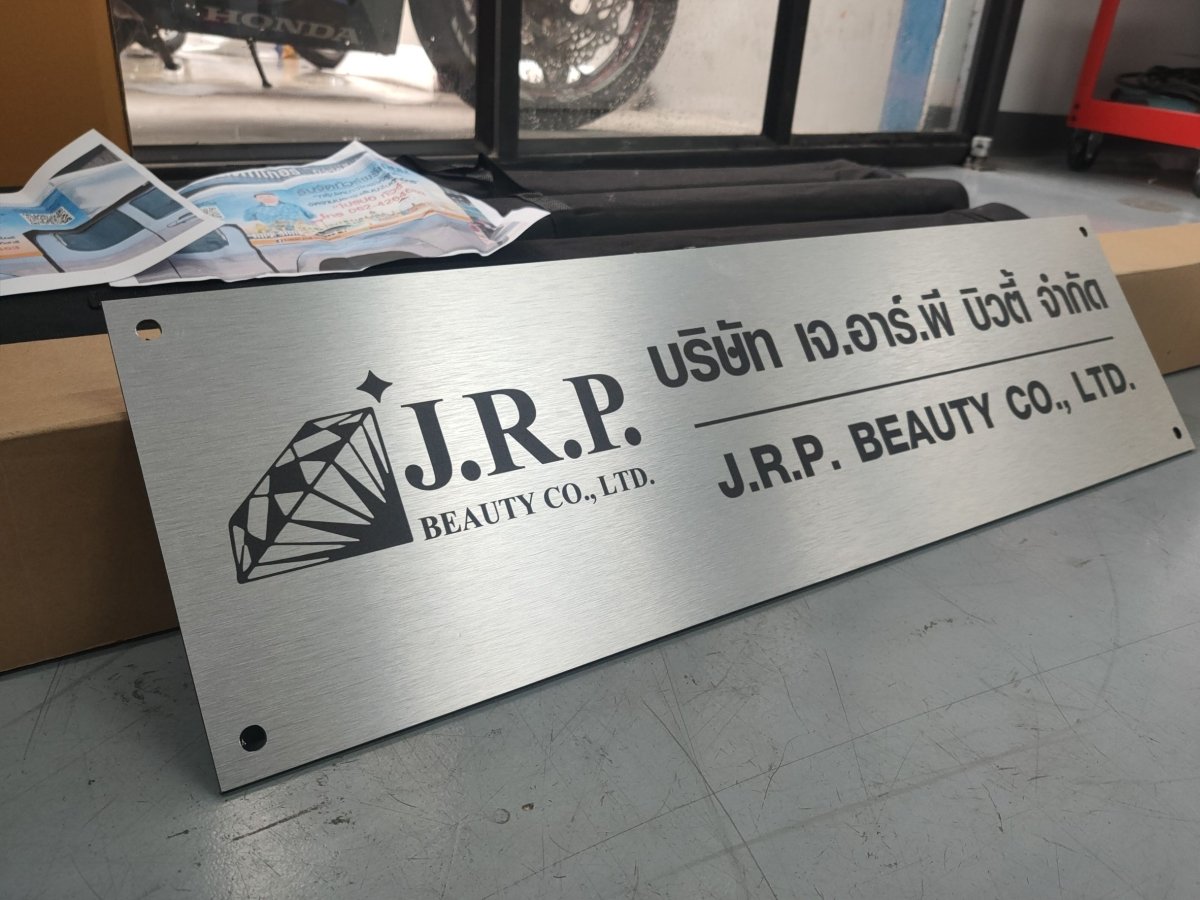 HONDA
J.R.P.
BEAUTY CO., LTD.
บริษัท เจ.อาร์.พี บิวตี้ จำกัด
J.R.P. BEAUTY CO., LTD.